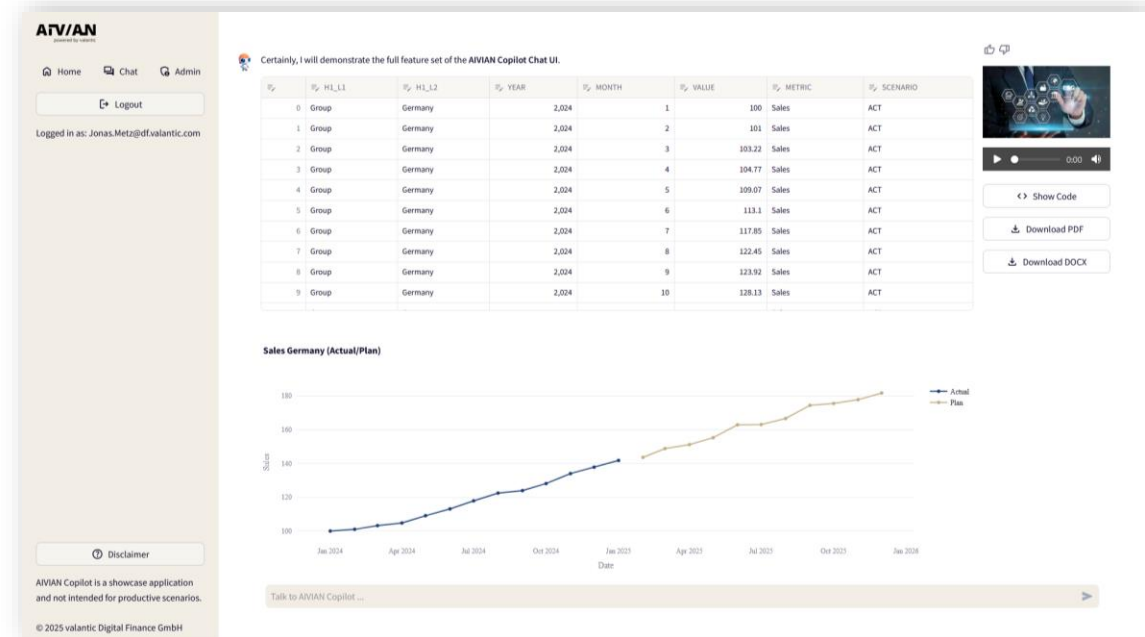 AIVIAN
powered by valantic
Home Chat Admin
Logout
Logged in as: Jonas.Metz@df.valantic.com
Disclaimer
AIVIAN Copilot is a showcase application
and not intended for productive scenarios.
© 2025 valantic Digital Finance GmbH
Certainly, I will demonstrate the full feature set of the AIVIAN Copilot Chat UI.
H1_L1 H1_L2 YEAR MONTH VALUE METRIC SCENARIO
0 Group Germany 2,024 1 100 Sales ACT
1 Group Germany 2,024 2 101 Sales ACT
2 Group Germany 2,024 3 103.22 Sales ACT
3 Group Germany 2,024 4 104.77 Sales ACT
4 Group Germany 2,024 5 109.07 Sales ACT
5 Group Germany 2,024 6 113.1 Sales ACT
6 Group Germany 2,024 7 117.85 Sales ACT
7 Group Germany 2,024 8 122.45 Sales ACT
8 Group Germany 2,024 9 123.92 Sales ACT
9 Group Germany 2,024 10 128.13 Sales ACT
Sales Germany (Actual/Plan)
180
160
140
120
100
Sales
Jan 2024 Apr 2024 Jul 2024 Oct 2024 Jan 2025 Apr 2025 Jul 2025 Oct 2025 Jan 2026
Date
Actual
Plan
Talk to AIVIAN Copilot ...
0:00
Show Code
Download PDF
Download DOCX